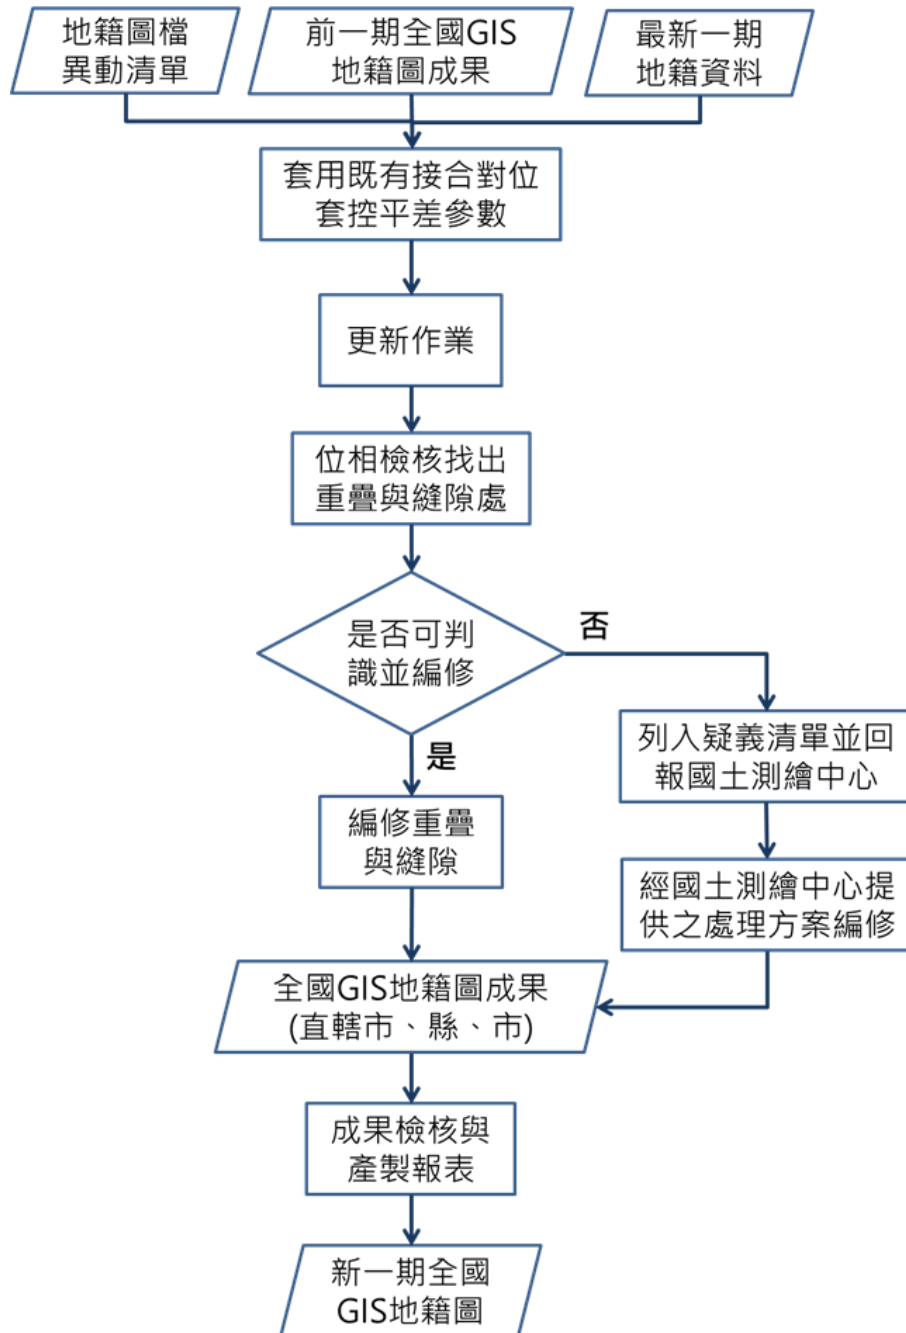 地籍圖檔
異動清單
前一期全國GIS
地籍圖成果
最新一期
地籍資料
套用既有接合對位
套控平差參數
更新作業
位相檢核找出
重疊與縫隙處
是否可判
識並編修
否
是
列入疑義清單並回
報國土測繪中心
編修重疊
與縫隙
經國土測繪中心提
供之處理方案編修
全國GIS地籍圖成果
(直轄市、縣、市)
成果檢核與
產製報表
新一期全國
GIS地籍圖